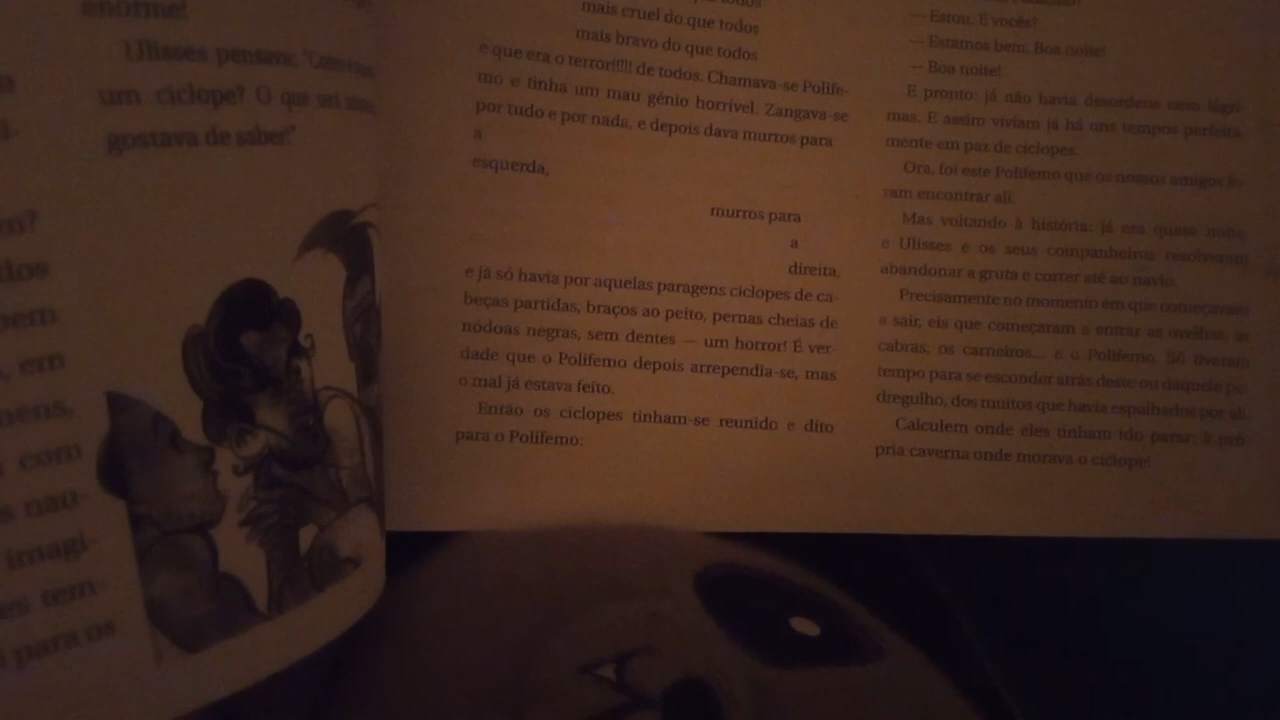 enorme!
Ulisses pensava:
um ciclope? O que
gostava de saber!"
em
com
imagi-
tem-
para os
mais cruel do que todos
mais bravo do que todos
e que era o terror!!!!! de todos. Chamava-se Polife-
mo e tinha um mau génio horrível. Zangava-se
por tudo e por nada, e depois dava murros para
a
esquerda,
murros para
a
direita,
e já só havia por aquelas paragens ciclopes de ca-
beças partidas, braços ao peito, pernas cheias de
nódoas negras, sem dentes — um horror! É ver-
dade que o Polifemo depois arrependia-se, mas
o mal já estava feito.
Então os ciclopes tinham-se reunido e dito
para o Polifemo:
— Estou. E vocês?
— Estamos bem. Boa noite!
— Boa noite!
E pronto: já não havia desordens nem lágri-
mas. E assim viviam já há uns tempos perfeita-
mente em paz de ciclopes.
Ora, foi este Polifemo que os nossos amigos fo-
ram encontrar ali.
Mas voltando à história: já era quase noite,
e Ulisses e os seus companheiros resolveram
abandonar a gruta e correr até ao navio.
Precisamente no momento em que começavam
a sair, eis que começaram a entrar as ovelhas, as
cabras, os carneiros... e o Polifemo. Só tiveram
tempo para se esconder atrás deste ou daquele pe-
dregulho, dos muitos que havia espalhados por ali.
Calculem onde eles tinham ido parar: à pró-
pria caverna onde morava o ciclope!